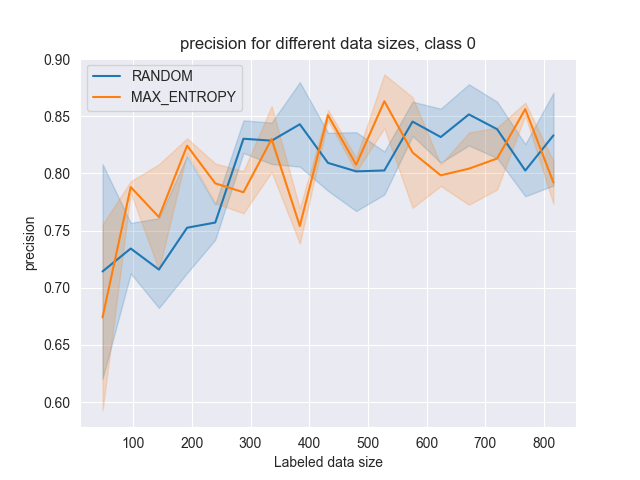 precision for different data sizes, class 0
RANDOM
MAX_ENTROPY
0.90
0.85
0.80
0.75
0.70
0.65
0.60
precision
100 200 300 400 500 600 700 800
Labeled data size